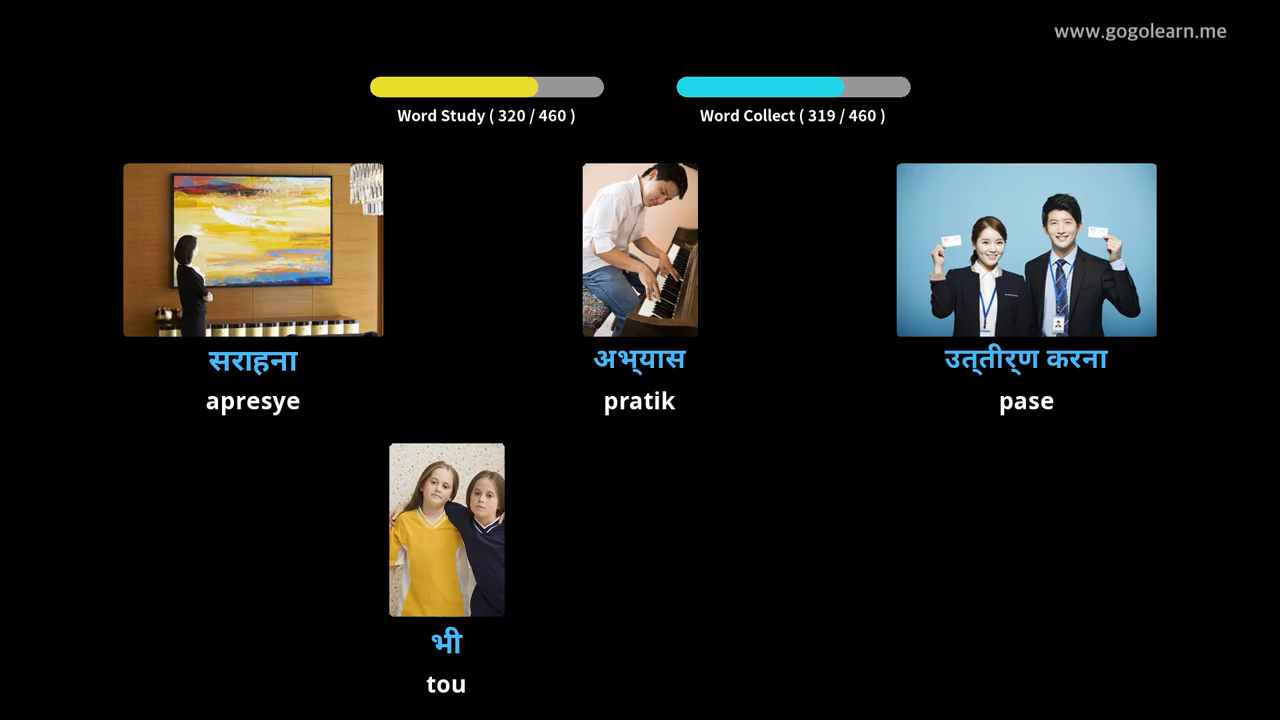 www.gogolearn.me
Word Study ( 320 / 460 )
Word Collect ( 319 / 460 )
सराहना
apresye
अभ्‌यास
pratik
उत्‌तीर्‌ण करना
pase
भी
tou